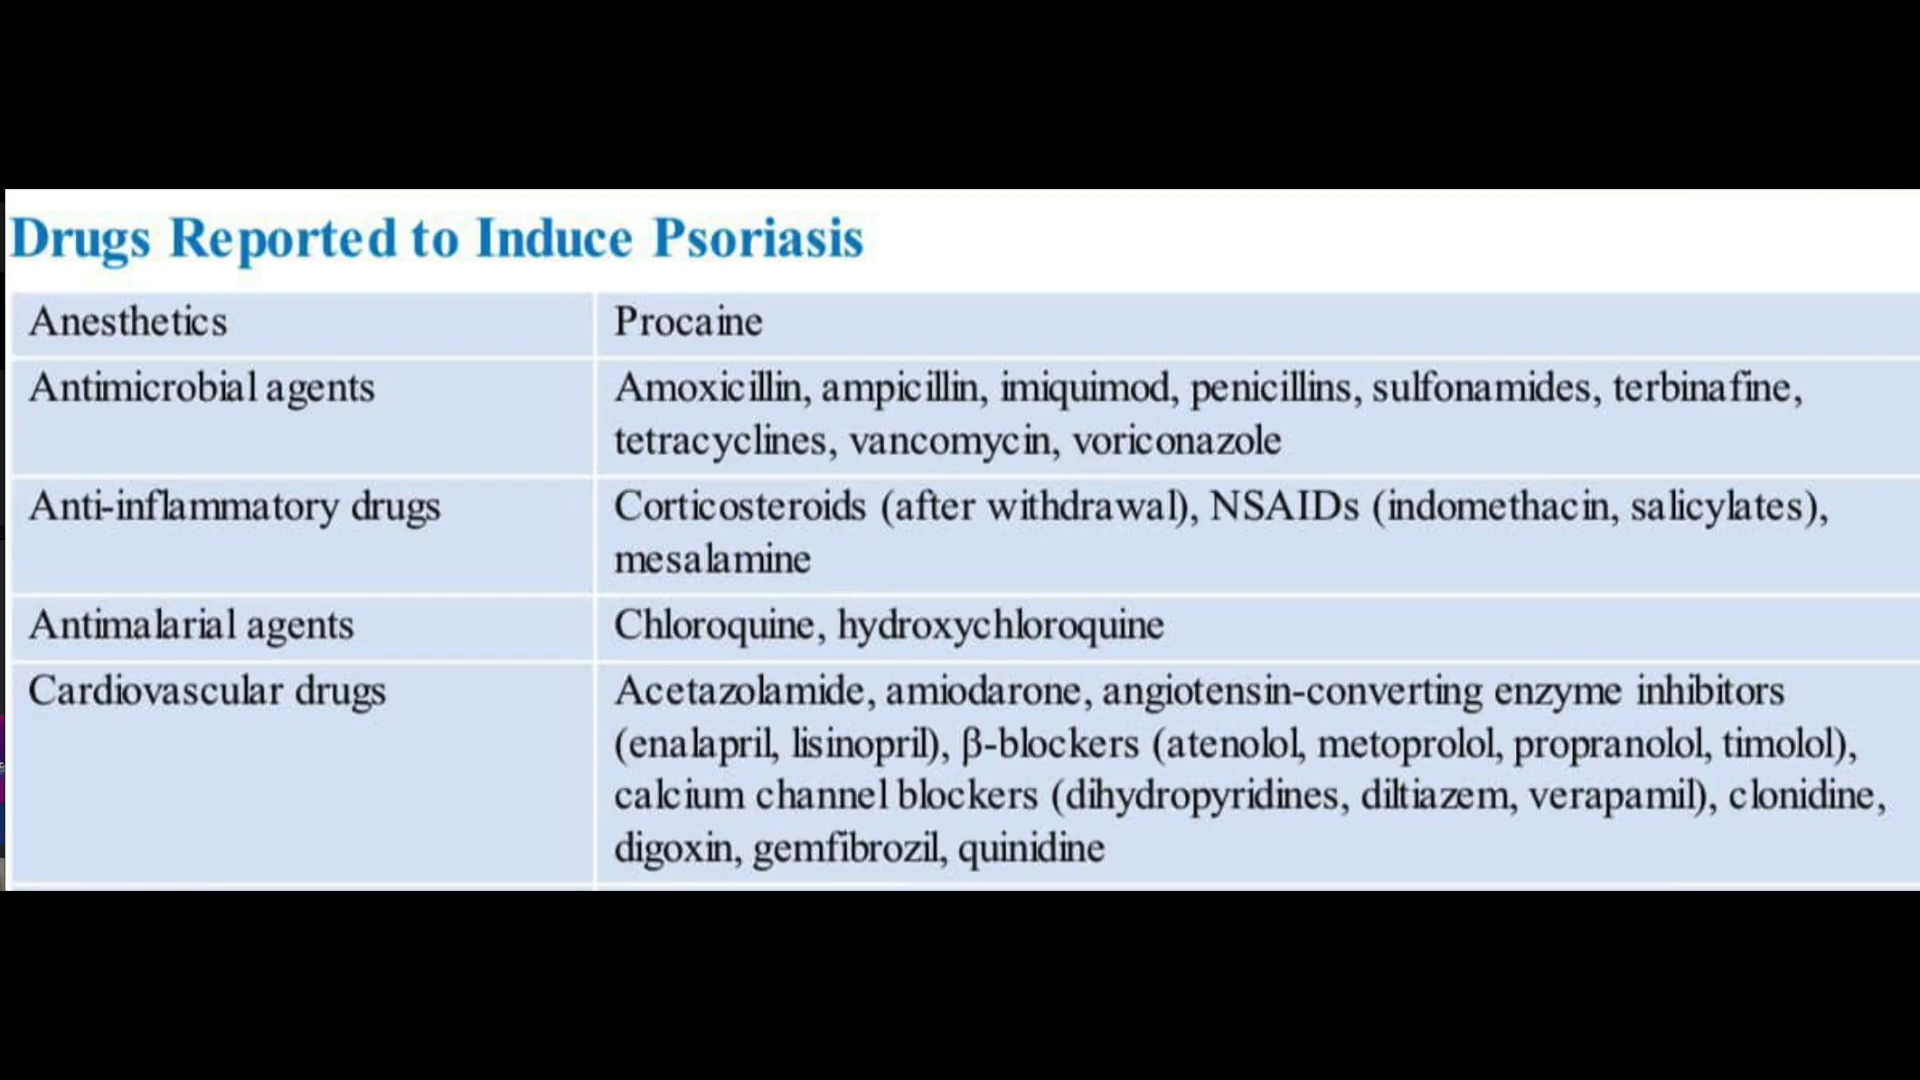 Drugs Reported to Induce Psoriasis
Anesthetics
Procaine
Antimicrobial agents
Amoxicillin, ampicillin, imiquimod, penicillins, sulfonamides, terbinafine,
tetracyclines, vancomycin, voriconazole
Anti-inflammatory drugs
Corticosteroids (after withdrawal), NSAIDs (indomethacin, salicylates),
mesalamine
Antimalarial agents
Chloroquine, hydroxychloroquine
Cardiovascular drugs
Acetazolamide, amiodarone, angiotensin-converting enzyme inhibitors
(enalapril, lisinopril), β-blockers (atenolol, metoprolol, propranolol, timolol),
calcium channel blockers (dihydropyridines, diltiazem, verapamil), clonidine,
digoxin, gemfibrozil, quinidine